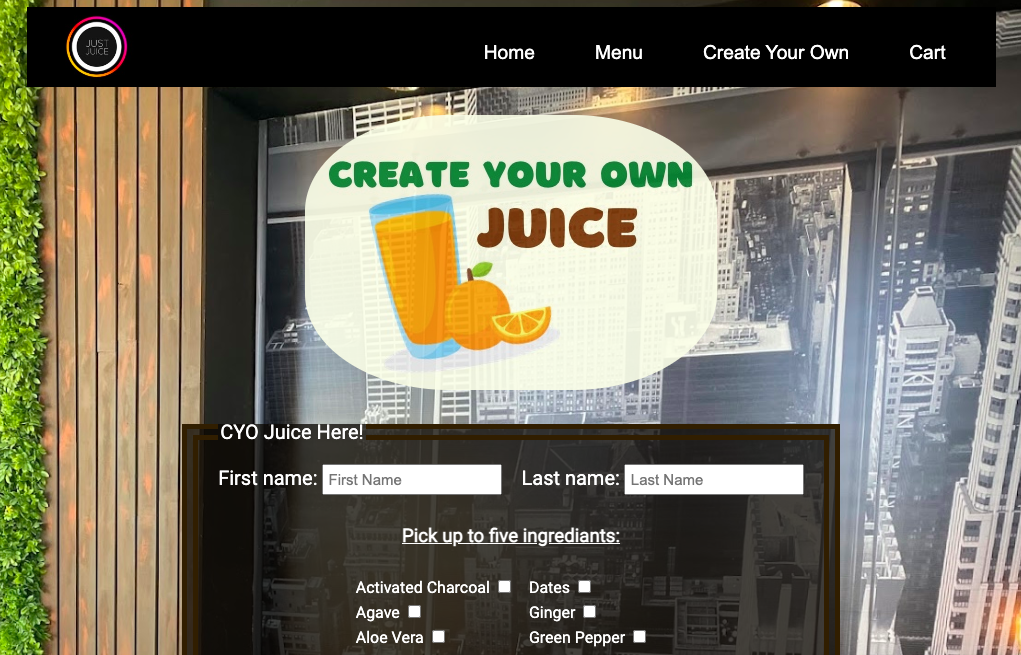 JUST
JUICE
Home Menu Create Your Own Cart
CREATE YOUR OWN
JUICE
CYO Juice Here!
First name: First Name Last name: Last Name
Pick up to five ingrediants:
Activated Charcoal Dates
Agave Ginger
Aloe Vera Green Pepper